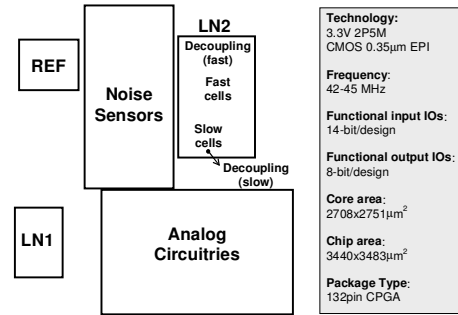 LN2
Decoupling
(fast)
Fast
cells
Slow
cells
Decoupling
(slow)
REF
Noise
Sensors
LN1
Analog
Circuitries
Technology:
3.3V 2P5M
CMOS 0.35μm EPI
Frequency:
42-45 MHz
Functional input IOs:
14-bit/design
Functional output IOs:
8-bit/design
Core area:
2708x2751μm²
Chip area:
3440x3483μm²
Package Type:
132pin CPGA